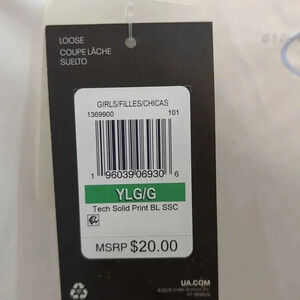 LOOSE
COUPE LÂCHE
SUELTO
GIRLS/FILLES/CHICAS
1369900 101
1 96039 06930 6
YLG/G
Tech Solid Print BL SSC
MSRP $20.00
UA.COM